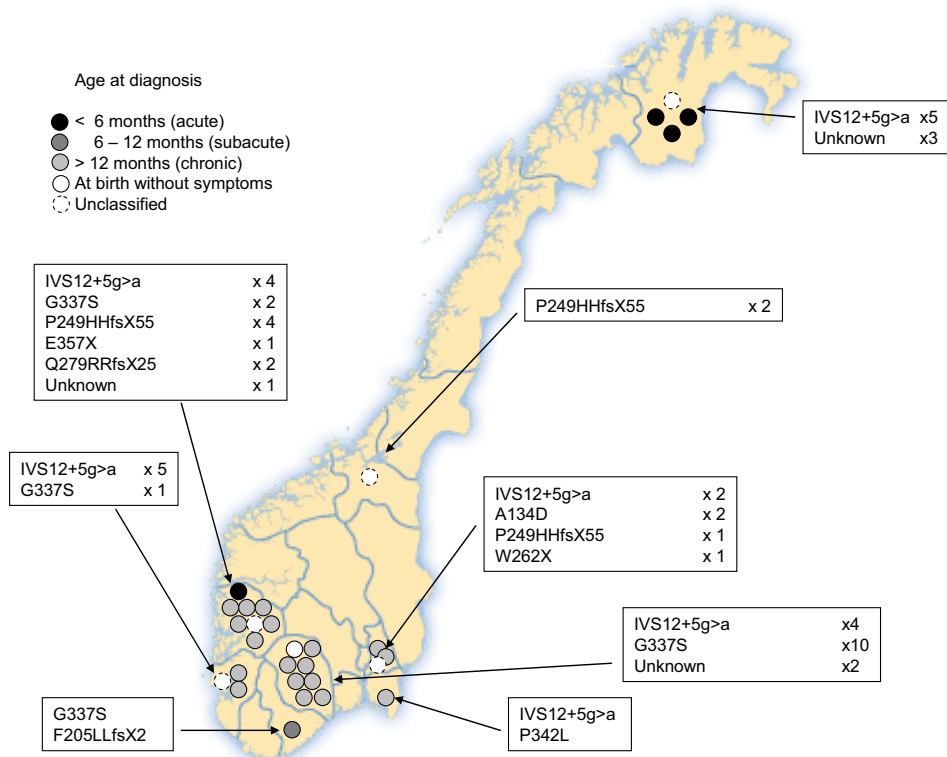 Age at diagnosis
< 6 months (acute)
6 – 12 months (subacute)
> 12 months (chronic)
At birth without symptoms
Unclassified
IVS12+5g>a x5
Unknown x3
IVS12+5g>a x 4
G337S x 2
P249HHfsX55 x 4
E357X x 1
Q279RRfsX25 x 2
Unknown x 1
P249HHfsX55 x 2
IVS12+5g>a x 5
G337S x 1
IVS12+5g>a x 2
A134D x 2
P249HHfsX55 x 1
W262X x 1
IVS12+5g>a x4
G337S x10
Unknown x2
G337S
F205LLfsX2
IVS12+5g>a
P342L